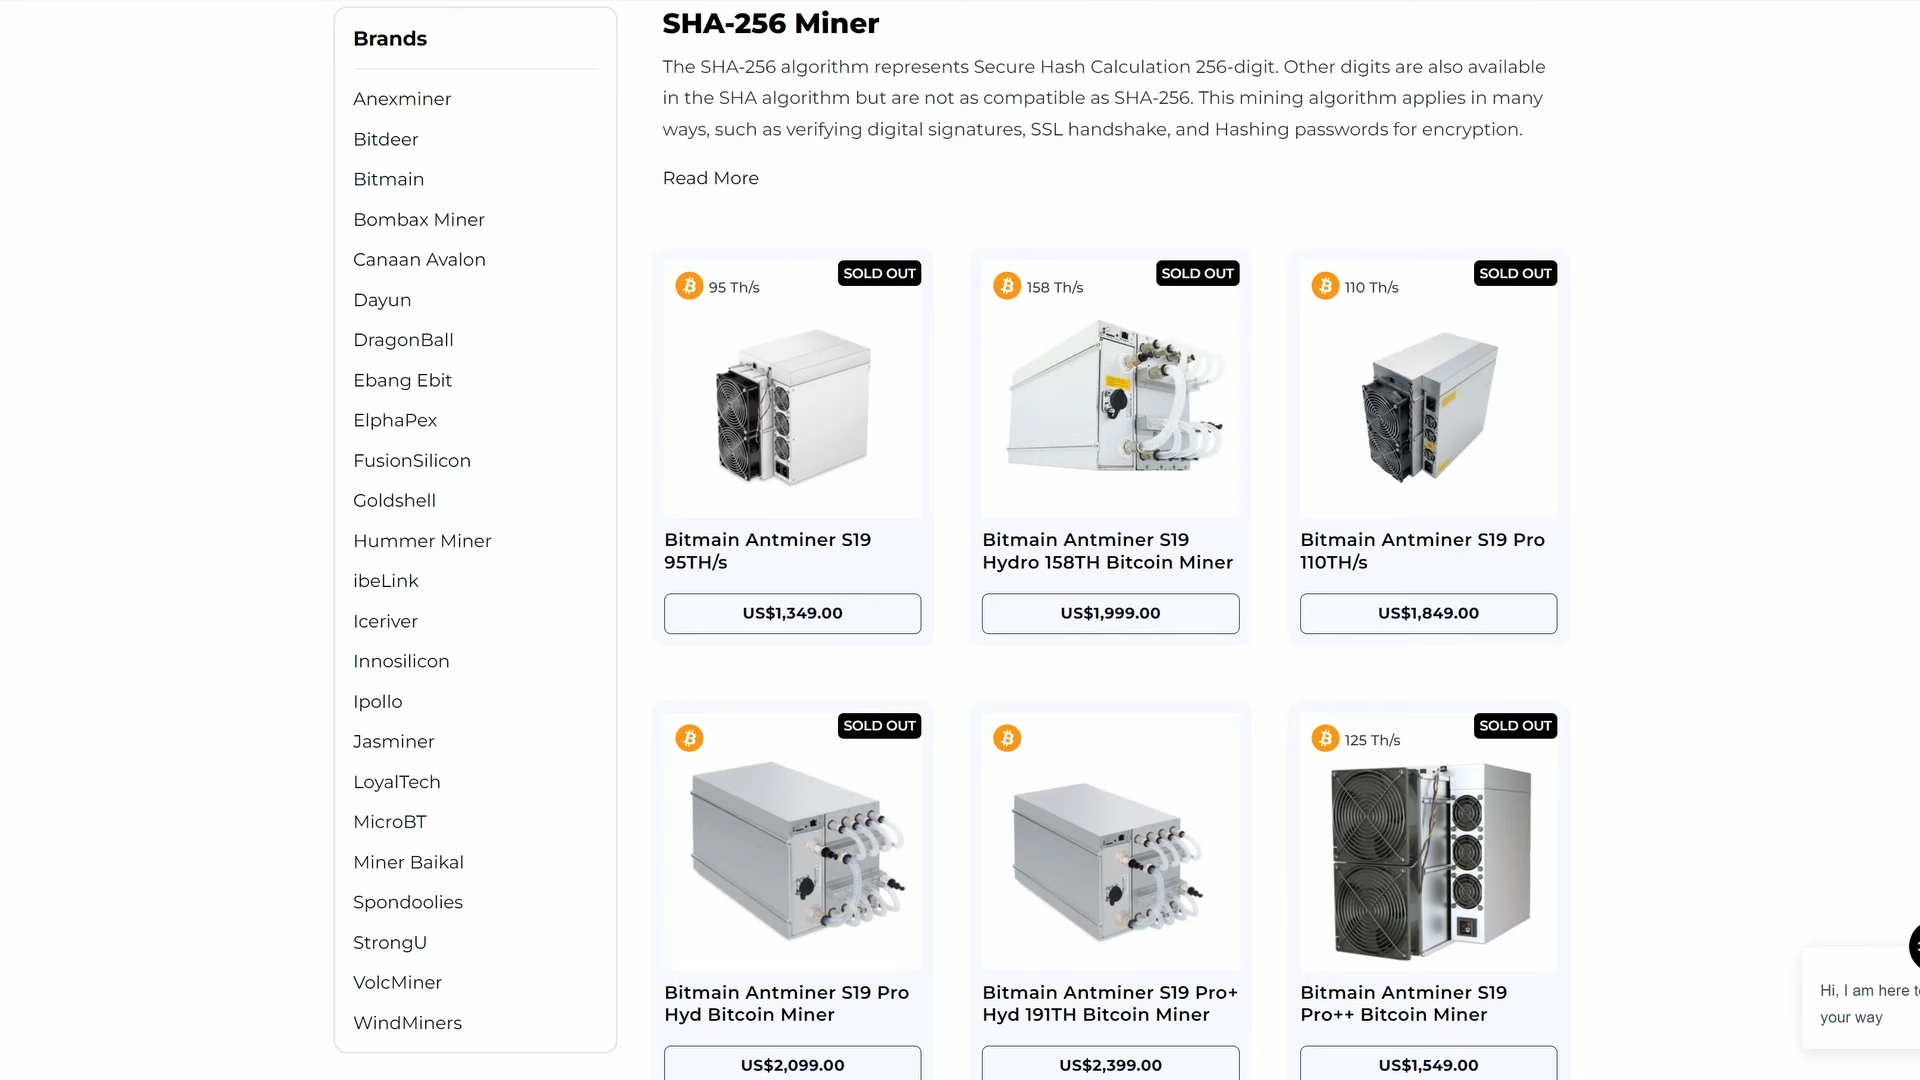 Brands
Anexminer
Bitdeer
Bitmain
Bombax Miner
Canaan Avalon
Dayun
DragonBall
Ebang Ebit
ElphaPex
FusionSilicon
Goldshell
Hummer Miner
ibeLink
Iceriver
Innosilicon
Ipollo
Jasminer
LoyalTech
MicroBT
Miner Baikal
Spondoolies
StrongU
VolcMiner
WindMiners
SHA-256 Miner
The SHA-256 algorithm represents Secure Hash Calculation 256-digit. Other digits are also available
in the SHA algorithm but are not as compatible as SHA-256. This mining algorithm applies in many
ways, such as verifying digital signatures, SSL handshake, and Hashing passwords for encryption.
Read More
95 Th/s
SOLD OUT
Bitmain Antminer S19
95TH/s
US$1,349.00
158 Th/s
SOLD OUT
Bitmain Antminer S19
Hydro 158TH Bitcoin Miner
US$1,999.00
110 Th/s
SOLD OUT
Bitmain Antminer S19 Pro
110TH/s
US$1,849.00
SOLD OUT
Bitmain Antminer S19 Pro
Hyd Bitcoin Miner
US$2,099.00
Bitmain Antminer S19 Pro+
Hyd 191TH Bitcoin Miner
US$2,399.00
125 Th/s
SOLD OUT
Bitmain Antminer S19
Pro++ Bitcoin Miner
US$1,549.00
Hi, I am here
your way